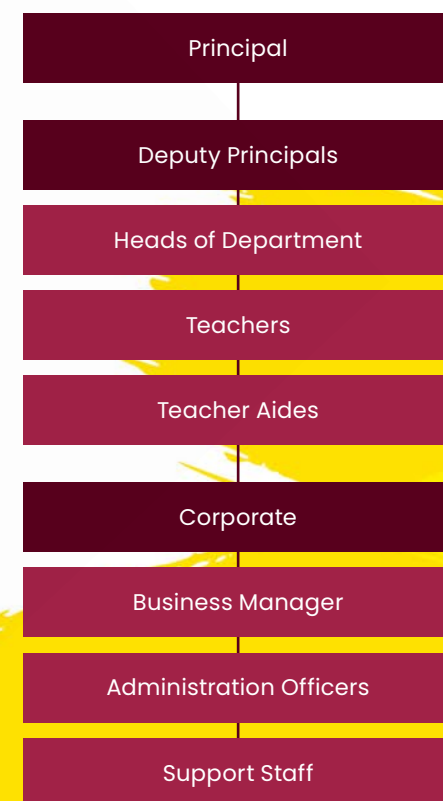 Principal
Deputy Principals
Heads of Department
Teachers
Teacher Aides
Corporate
Business Manager
Administration Officers
Support Staff